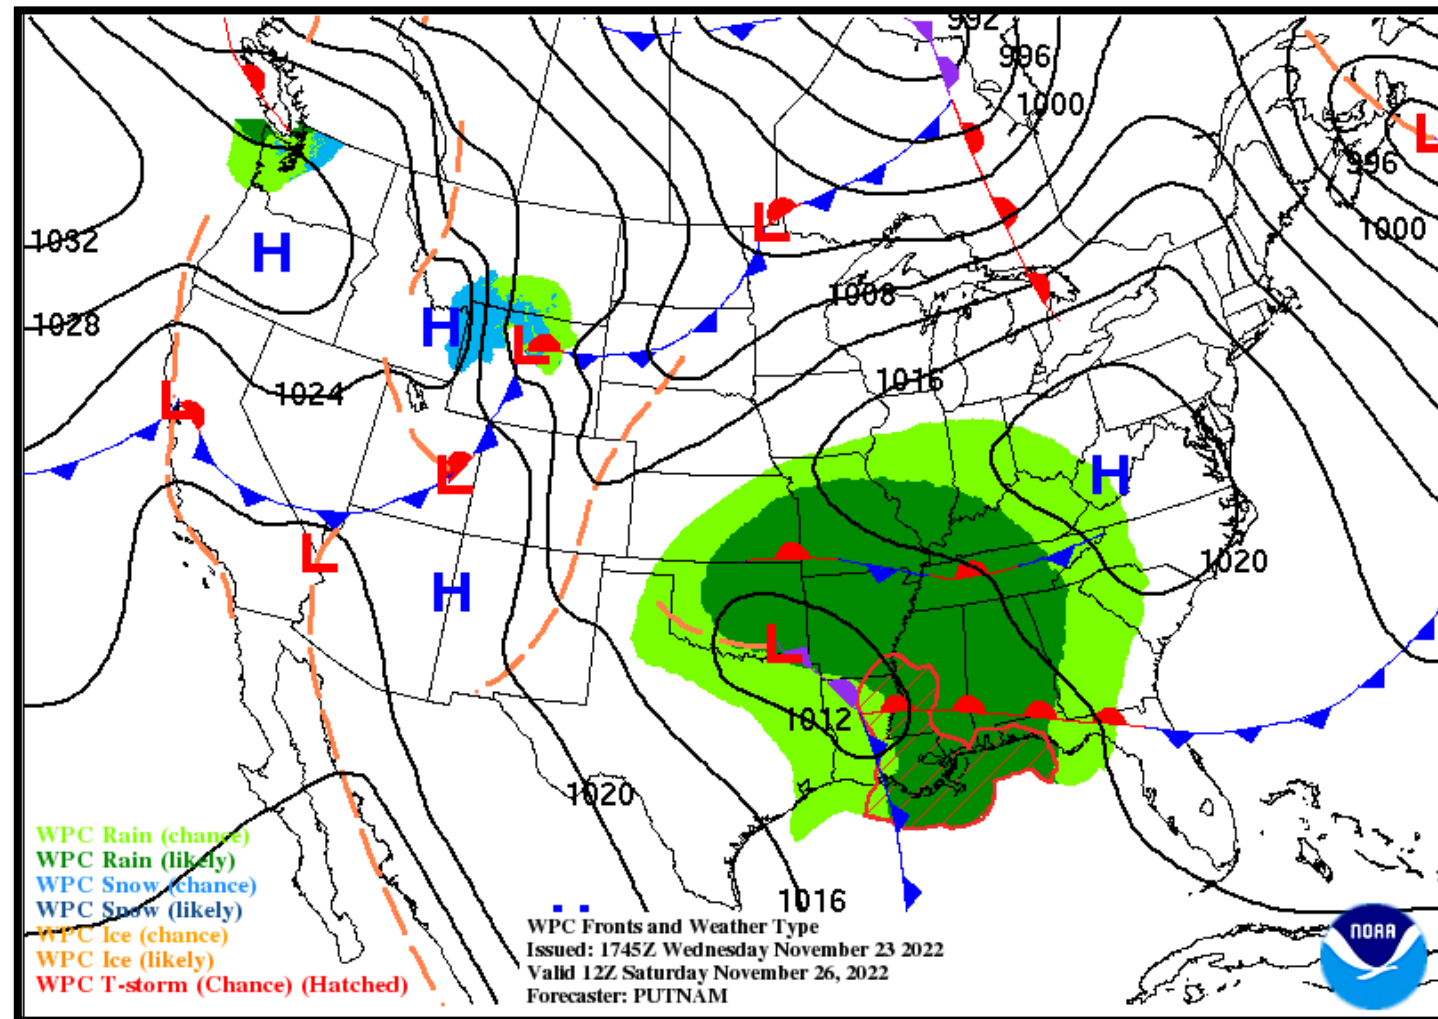 992
996
1000
L
996
1000
1032
H
L
1028
1008
H
L
1016
1024
L
L
H
L
1020
H
L
1012
1020
1016
WPC Rain (chance)
WPC Rain (likely)
WPC Snow (chance)
WPC Snow (likely)
WPC Ice (chance)
WPC Ice (likely)
WPC T-storm (Chance) (Hatched)
WPC Fronts and Weather Type
Issued: 1745Z Wednesday November 23 2022
Valid 12Z Saturday November 26, 2022
Forecaster: PUTNAM
NOAA